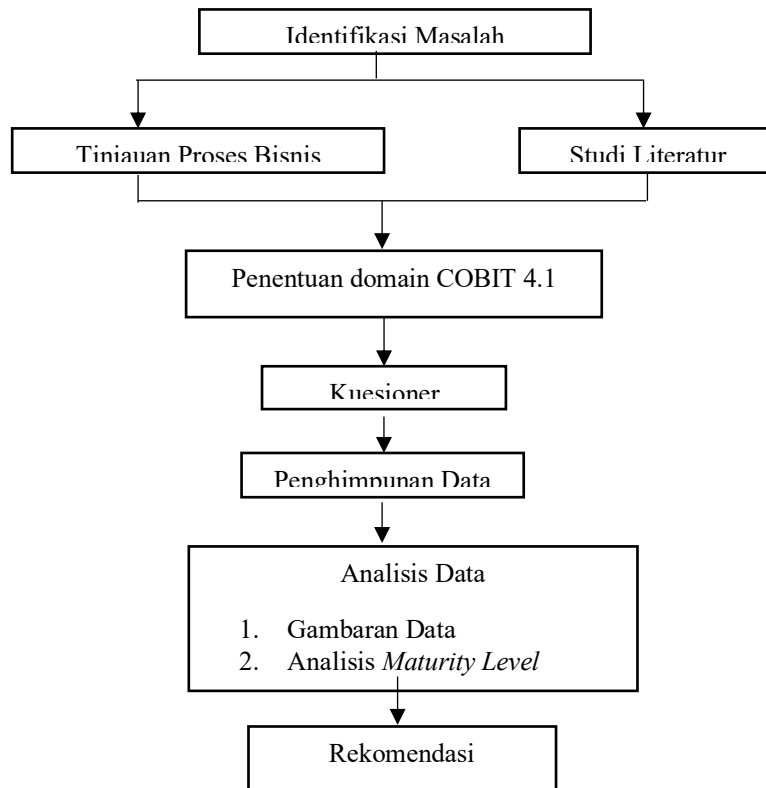 Identifikasi Masalah
Tinjauan Proses Bisnis
Studi Literatur
Penentuan domain COBIT 4.1
Kuesioner
Penghimpunan Data
Analisis Data
1. Gambaran Data
2. Analisis Maturity Level
Rekomendasi